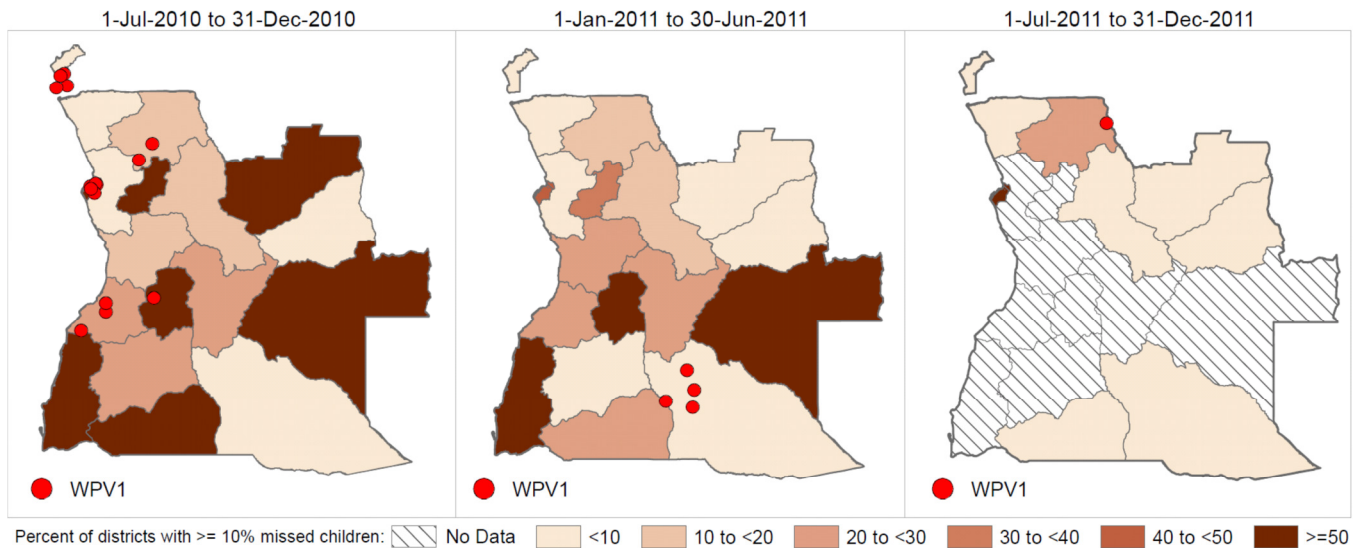 1-Jul-2010 to 31-Dec-2010
1-Jan-2011 to 30-Jun-2011
1-Jul-2011 to 31-Dec-2011
WPV1
WPV1
WPV1
Percent of districts with >= 10% missed children: No Data <10 10 to <20 20 to <30 30 to <40 40 to <50 >=50